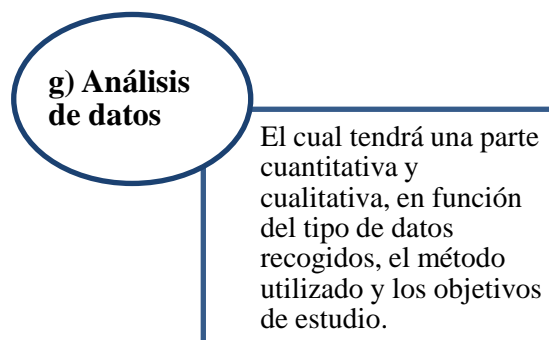 g) Análisis
de datos
El cual tendrá una parte
cuantitativa y
cualitativa, en función
del tipo de datos
recogidos, el método
utilizado y los objetivos
de estudio.